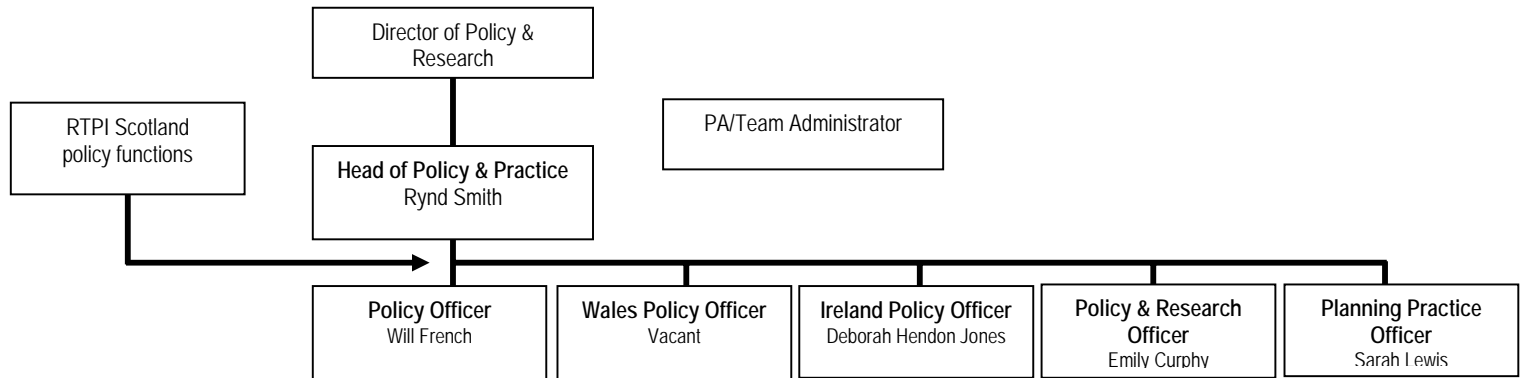 Director of Policy &
Research
RTPI Scotland
policy functions
PA/Team Administrator
Head of Policy & Practice
Rynd Smith
Policy Officer
Will French
Wales Policy Officer
Vacant
Ireland Policy Officer
Deborah Hendon Jones
Policy & Research
Officer
Emily Curphy
Planning Practice
Officer
Sarah Lewis